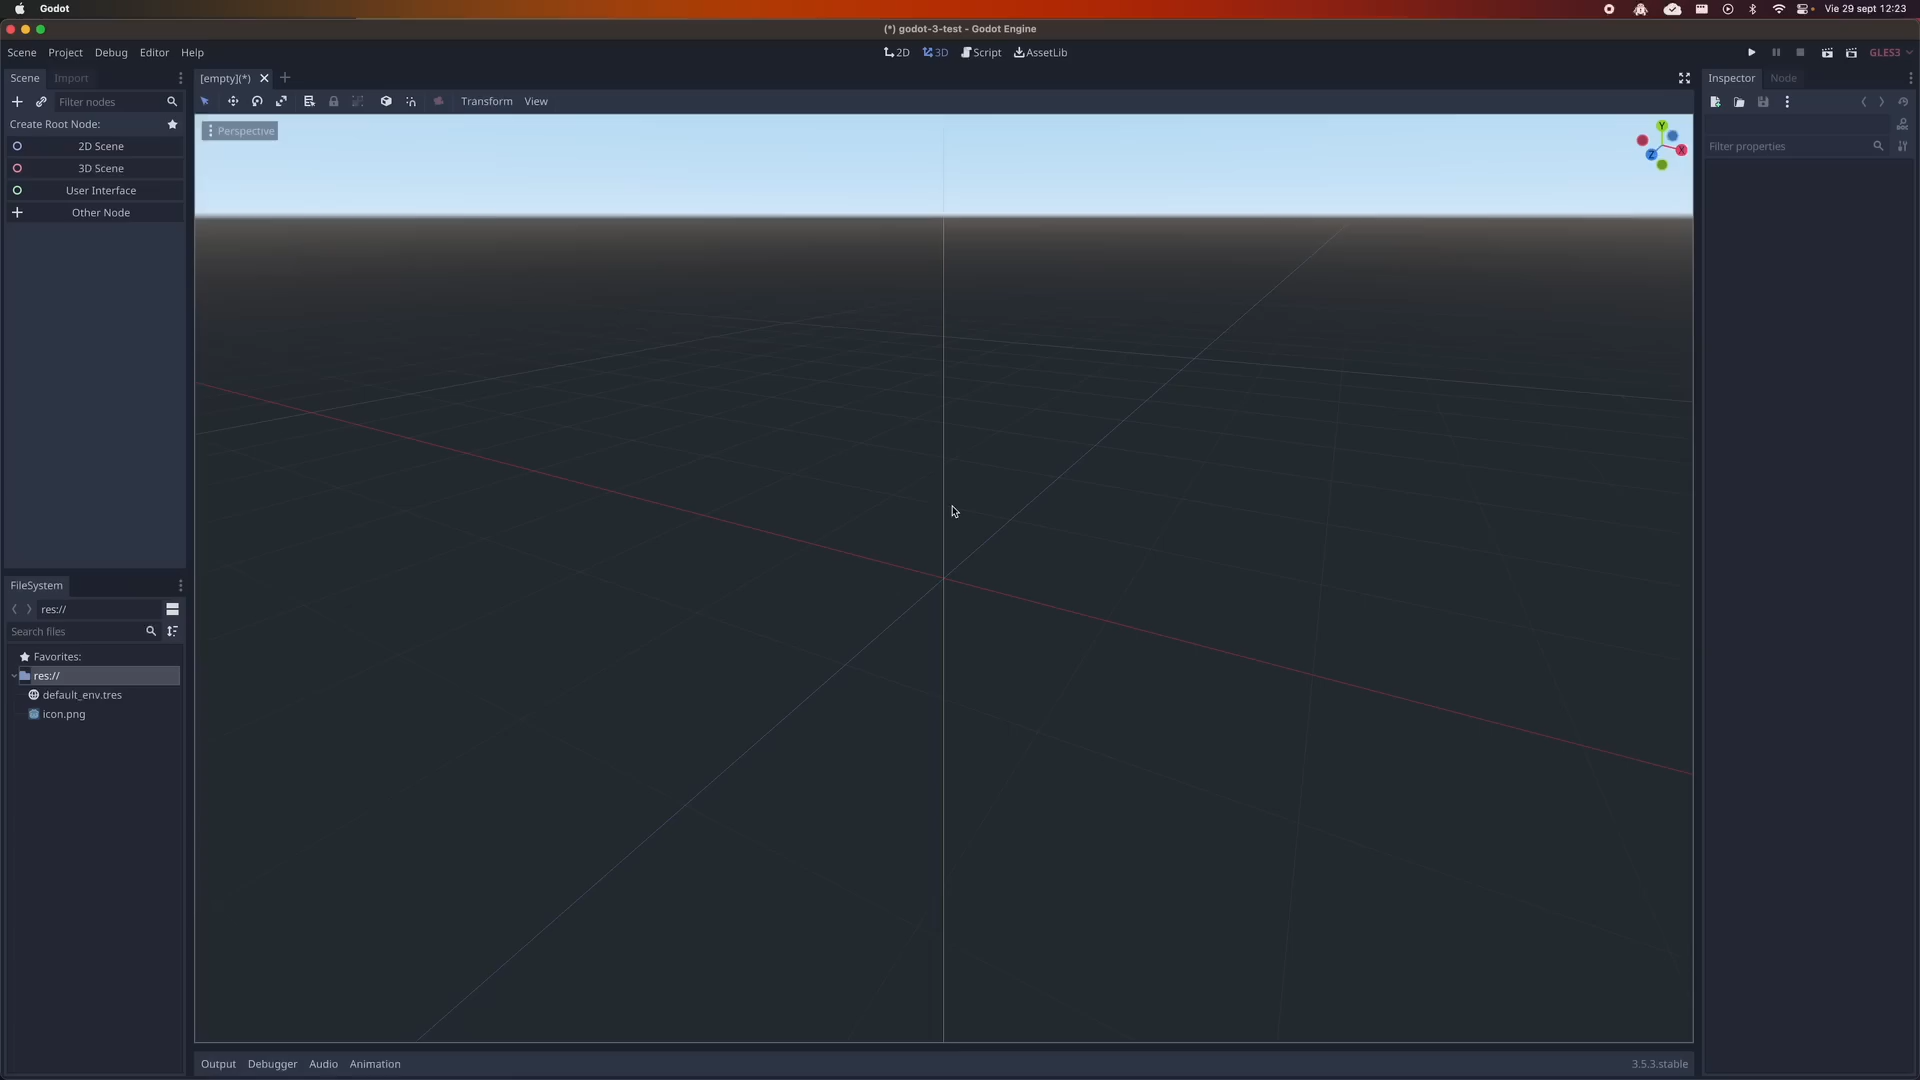 Godot
Vie 29 sept 12:23
(*) godot-3-test - Godot Engine
Scene Project Debug Editor Help
2D 3D Script AssetLib
GLES3
Scene Import
[empty](*)
Inspector Node
Filter nodes
Transform View
Create Root Node:
Perspective
2D Scene
3D Scene
User Interface
Other Node
Filter properties
Y
X
Z
FileSystem
res://
Search files
Favorites:
res://
default_env.tres
icon.png
Output Debugger Audio Animation
3.5.3.stable